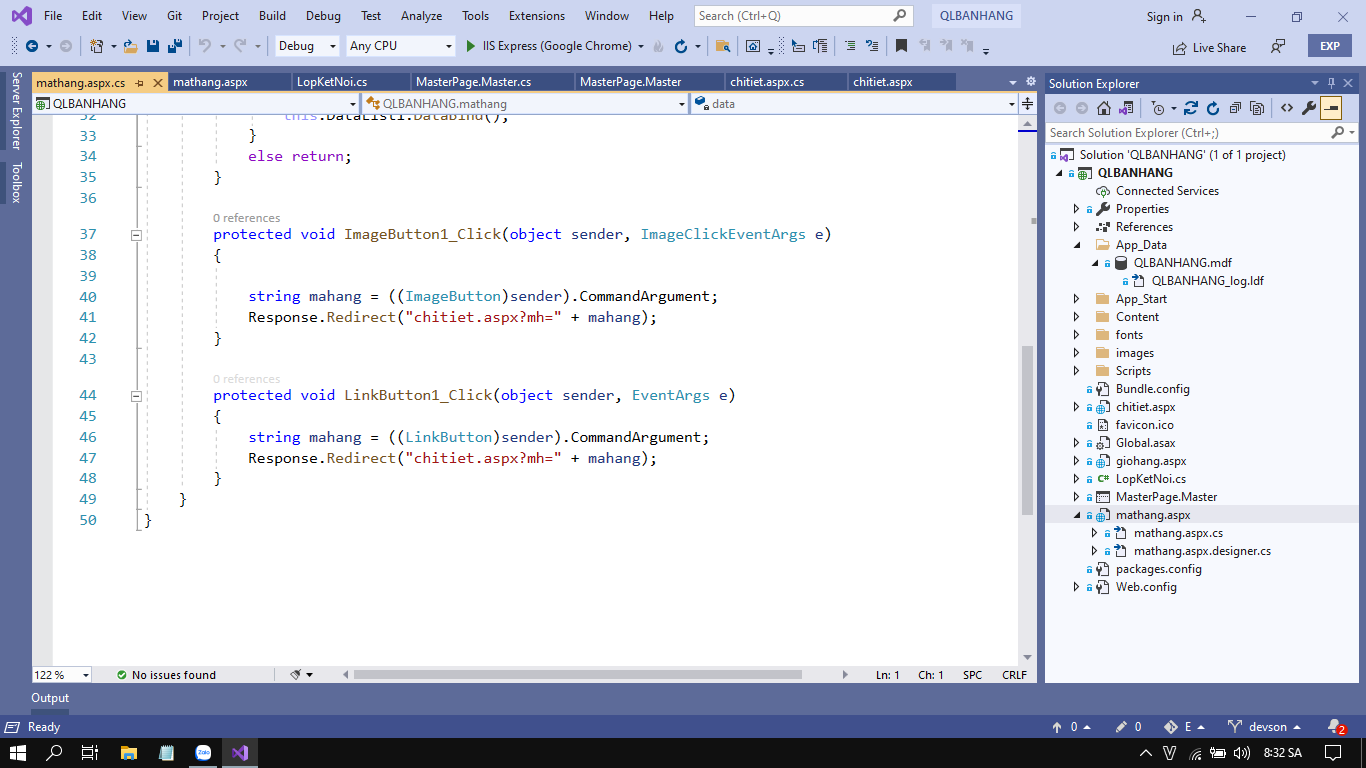 File Edit View Git Project Build Debug Test Analyze Tools Extensions Window Help Search (Ctrl+Q) QLBANHANG Sign in
Debug Any CPU IIS Express (Google Chrome) Live Share EXP
Server Explorer
Toolbox
mathang.aspx.cs mathang.aspx LopKetNoi.cs MasterPage.Master.cs MasterPage.Master chitiet.aspx.cs chitiet.aspx
QLBANHANG QLBANHANG.mathang data
32 this.DataList1.DataBind();
33 }
34 else return;
35 }
36
0 references
37 protected void ImageButton1_Click(object sender, ImageClickEventArgs e)
38 {
39
40 string mahang = ((ImageButton)sender).CommandArgument;
41 Response.Redirect("chitiet.aspx?mh=" + mahang);
42 }
43
0 references
44 protected void LinkButton1_Click(object sender, EventArgs e)
45 {
46 string mahang = ((LinkButton)sender).CommandArgument;
47 Response.Redirect("chitiet.aspx?mh=" + mahang);
48 }
49 }
50 }
122 % No issues found Ln: 1 Ch: 1 SPC CRLF
Solution Explorer
Search Solution Explorer (Ctrl+;)
Solution 'QLBANHANG' (1 of 1 project)
QLBANHANG
Connected Services
Properties
References
App_Data
QLBANHANG.mdf
QLBANHANG_log.ldf
App_Start
Content
fonts
images
Scripts
Bundle.config
chitiet.aspx
favicon.ico
Global.asax
giohang.aspx
C# LopKetNoi.cs
MasterPage.Master
mathang.aspx
mathang.aspx.cs
mathang.aspx.designer.cs
packages.config
Web.config
Output
Ready 0 0 E devson 2
Zalo V 8:32 SA